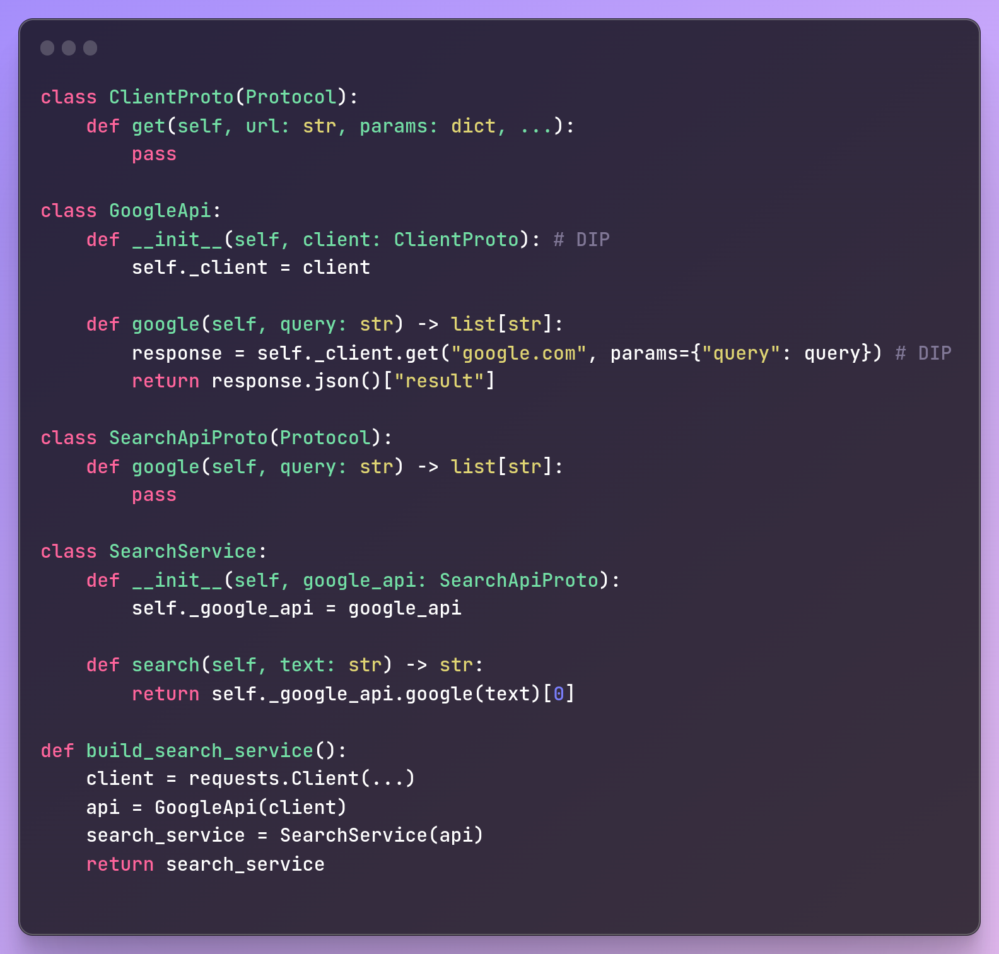 class ClientProto(Protocol):
    def get(self, url: str, params: dict, ...):
        pass

class GoogleApi:
    def __init__(self, client: ClientProto): # DIP
        self._client = client

    def google(self, query: str) -> list[str]:
        response = self._client.get("google.com", params={"query": query}) # DIP
        return response.json()["result"]

class SearchApiProto(Protocol):
    def google(self, query: str) -> list[str]:
        pass

class SearchService:
    def __init__(self, google_api: SearchApiProto):
        self._google_api = google_api

    def search(self, text: str) -> str:
        return self._google_api.google(text)[0]

def build_search_service():
    client = requests.Client(...)
    api = GoogleApi(client)
    search_service = SearchService(api)
    return search_service